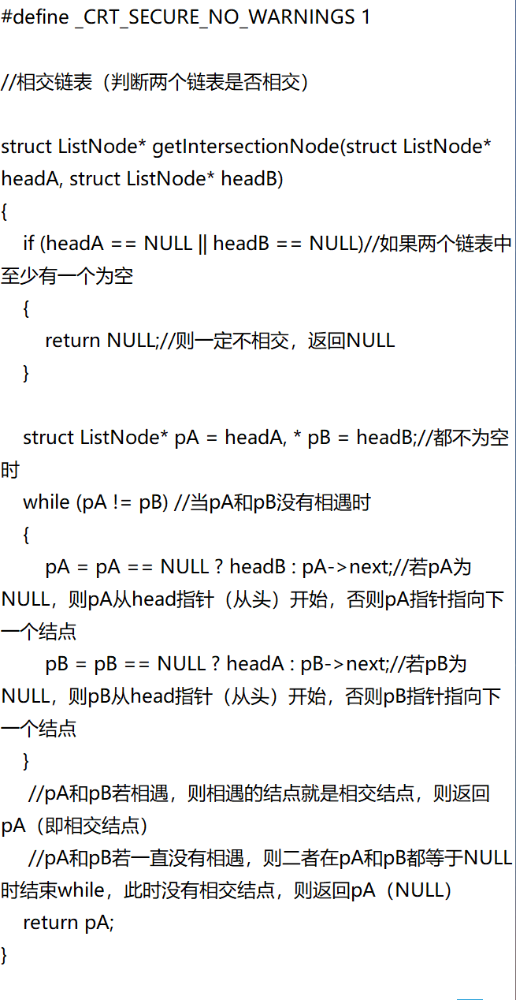 #define _CRT_SECURE_NO_WARNINGS 1
//相交链表（判断两个链表是否相交）
struct ListNode* getIntersectionNode(struct ListNode*
headA, struct ListNode* headB)
{
if (headA == NULL || headB == NULL)//如果两个链表中
至少有一个为空
{
return NULL;//则一定不相交，返回NULL
}
struct ListNode* pA = headA, * pB = headB;//都不为空
时
while (pA != pB) //当pA和pB没有相遇时
{
pA = pA == NULL ? headB : pA->next;//若pA为
NULL，则pA从head指针（从头）开始，否则pA指针指向下
一个结点
pB = pB == NULL ? headA : pB->next;//若pB为
NULL，则pB从head指针（从头）开始，否则pB指针指向下
一个结点
}
//pA和pB若相遇，则相遇的结点就是相交结点，则返回
pA（即相交结点）
//pA和pB若一直没有相遇，则二者在pA和pB都等于NULL
时结束while，此时没有相交结点，则返回pA（NULL）
return pA;
}